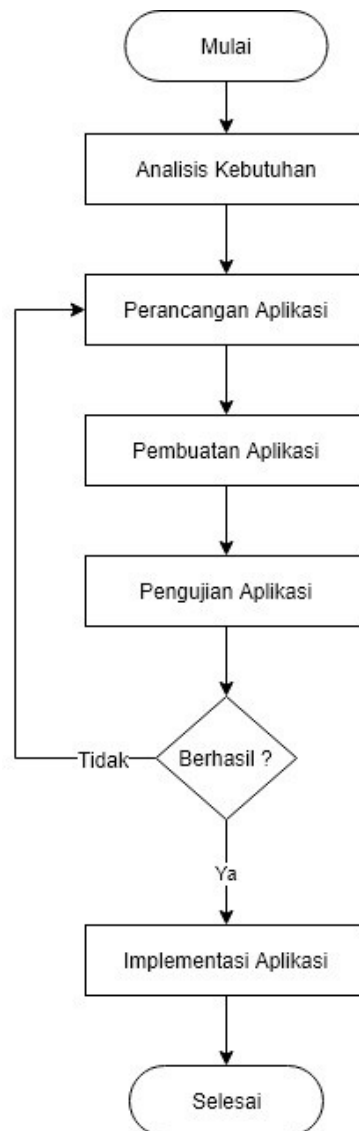 Mulai
Analisis Kebutuhan
Perancangan Aplikasi
Pembuatan Aplikasi
Pengujian Aplikasi
Berhasil ?
Tidak
Ya
Implementasi Aplikasi
Selesai